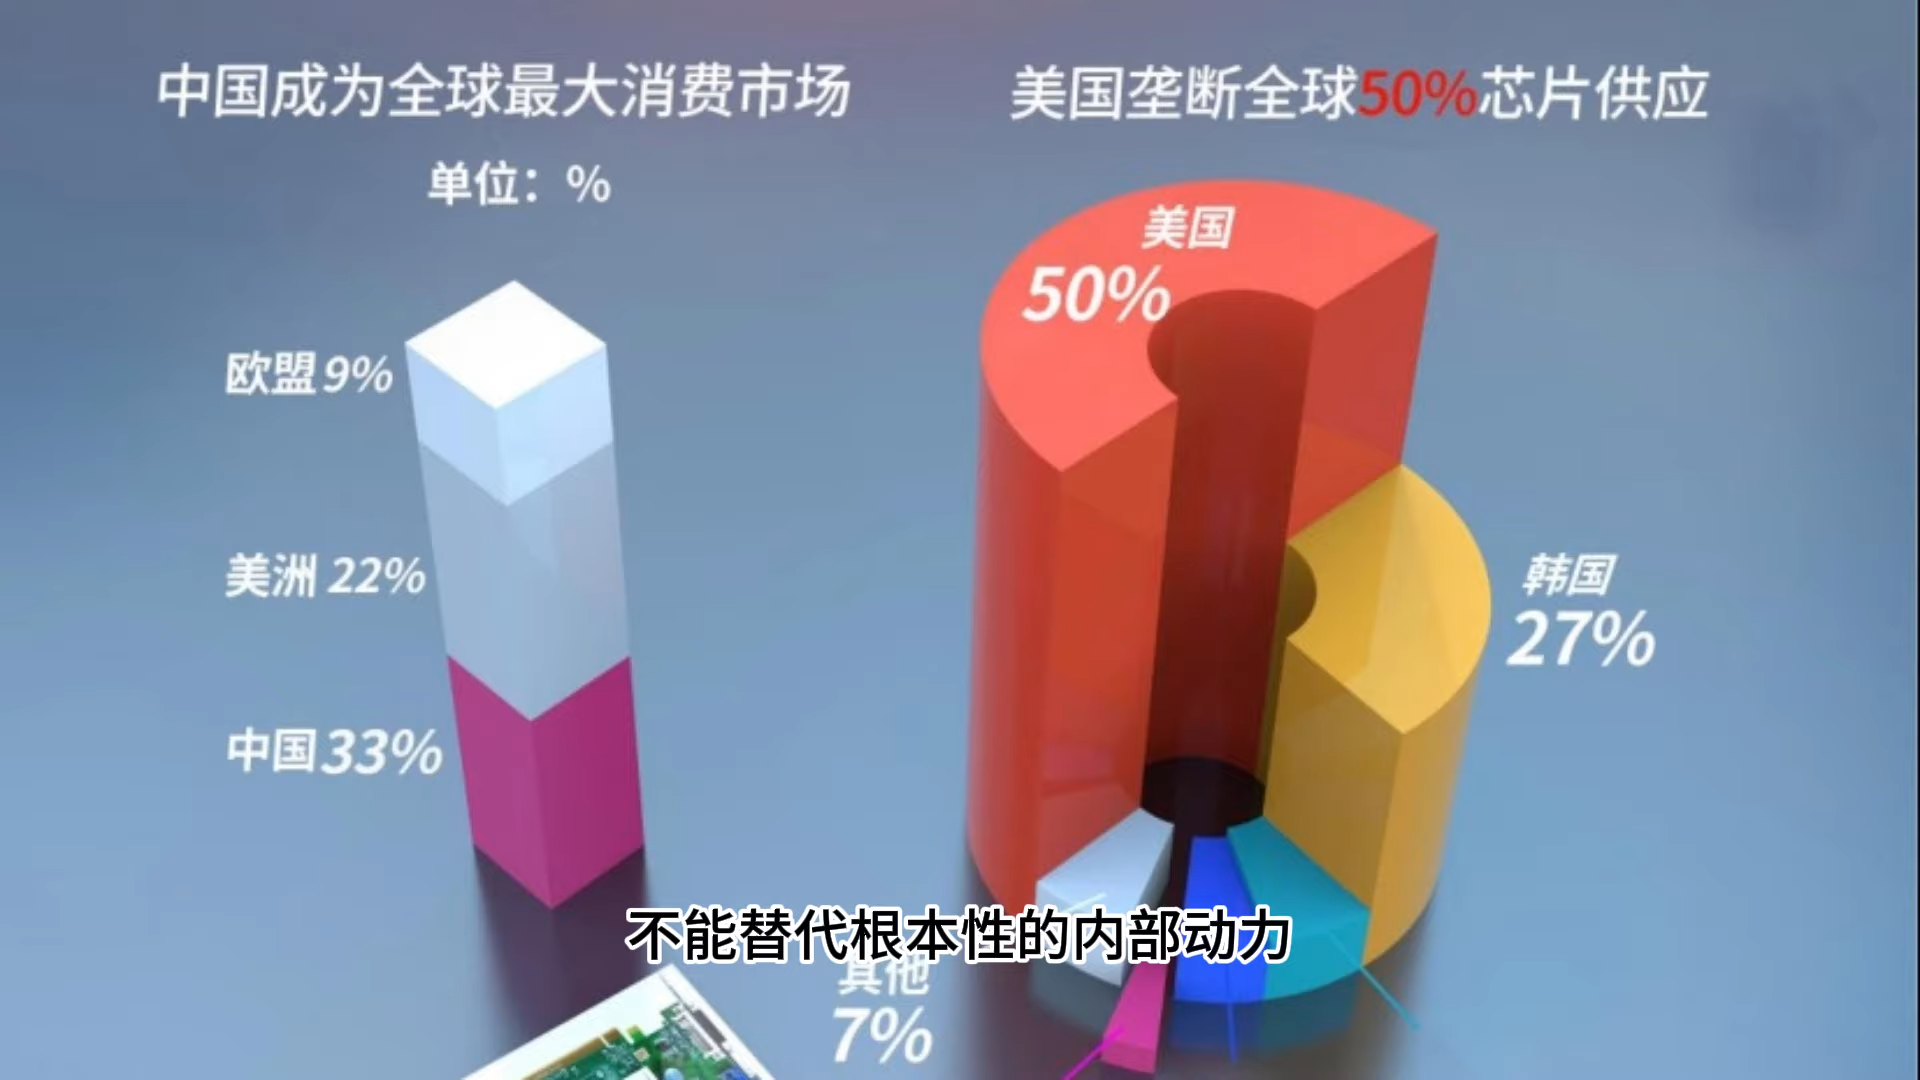 中国成为全球最大消费市场
单位：%
欧盟9%
美洲 22%
中国33%
美国垄断全球50%芯片供应
美国
50%
韩国
27%
不能替代根本性的内部动力
其他
7%